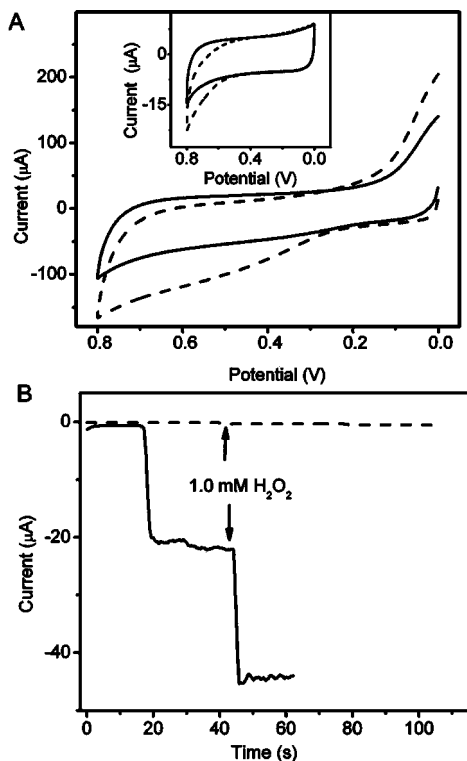 A
Current (µA)
200
100
0
-100
0.8
0.6
0.4
0.2
0.0
Potential (V)
Current (µA)
0
-15
0.8
0.4
0.0
Potential (V)
B
Current (µA)
0
-20
-40
1.0 mM H₂O₂
0
20
40
60
80
100
Time (s)